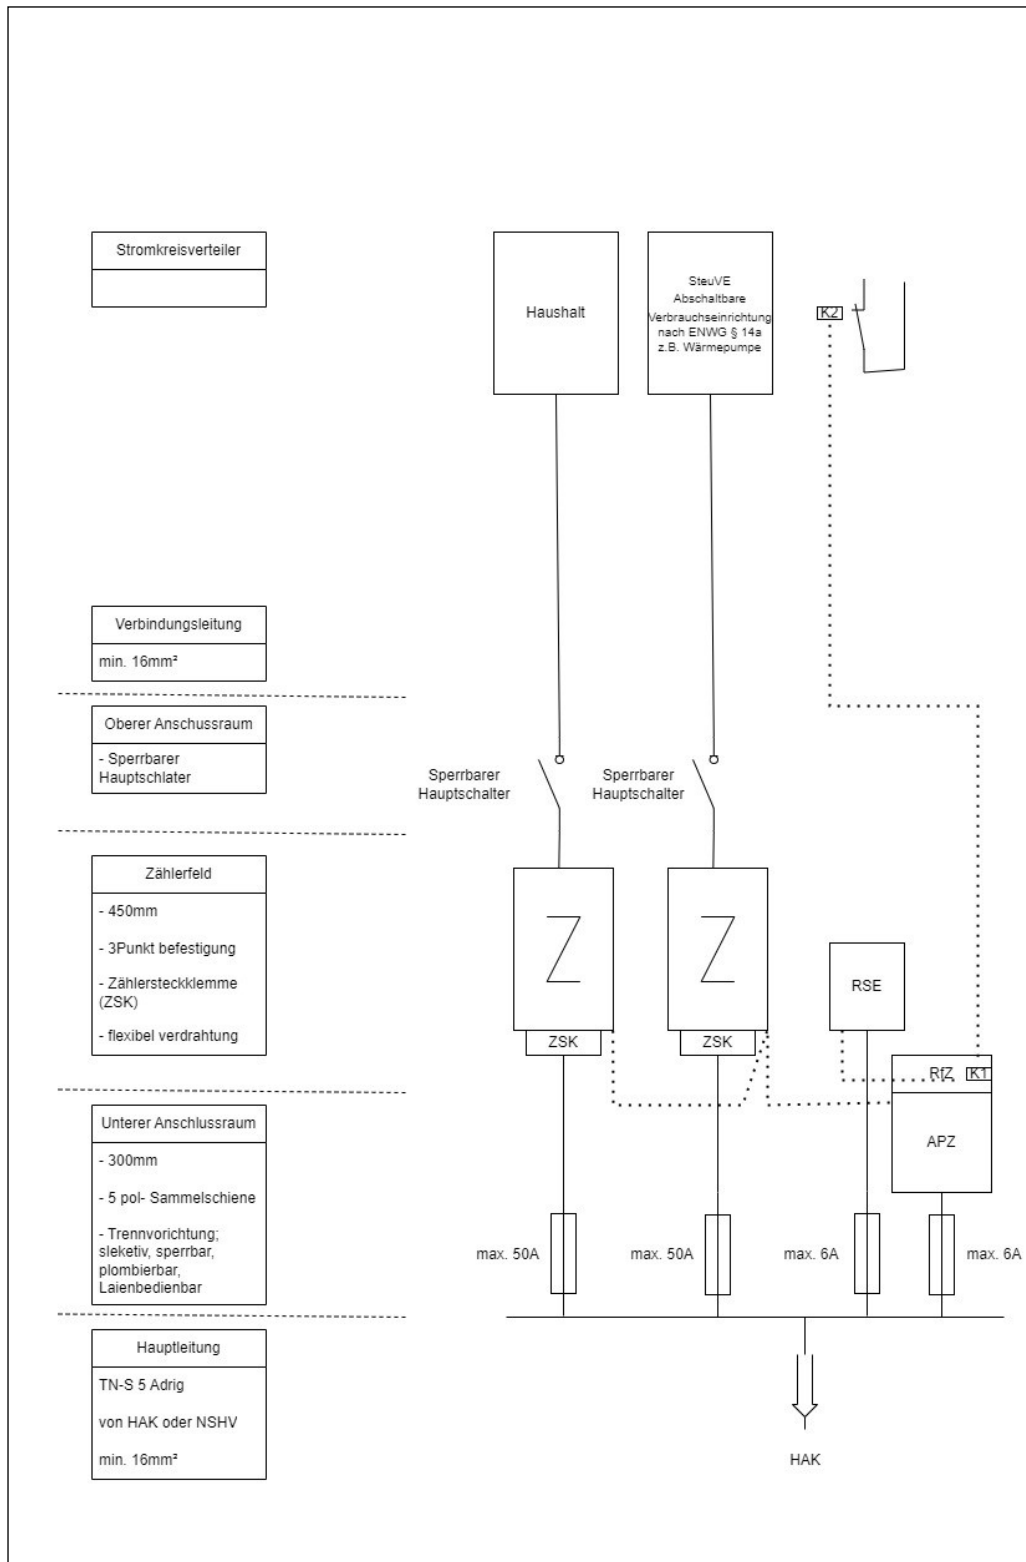 Stromkreisverteiler
Haushalt
SteuVE
Abschaltbare
Verbrauchseinrichtung
nach ENWG § 14a
z.B. Wärmepumpe
K2
Verbindungsleitung
min. 16mm²
Oberer Anschussraum
- Sperrbarer
Hauptschlater
Sperrbarer
Hauptschalter
Sperrbarer
Hauptschalter
Zählerfeld
- 450mm
- 3Punkt befestigung
- Zählersteckklemme
(ZSK)
- flexibel verdrahtung
Z
Z
ZSK
ZSK
RSE
RfZ
K1
APZ
Unterer Anschlussraum
- 300mm
- 5 pol- Sammelschiene
- Trennvorichtung;
sleketiv, sperrbar,
plombierbar,
Laienbedienbar
max. 50A
max. 50A
max. 6A
max. 6A
Hauptleitung
TN-S 5 Adrig
von HAK oder NSHV
min. 16mm²
HAK